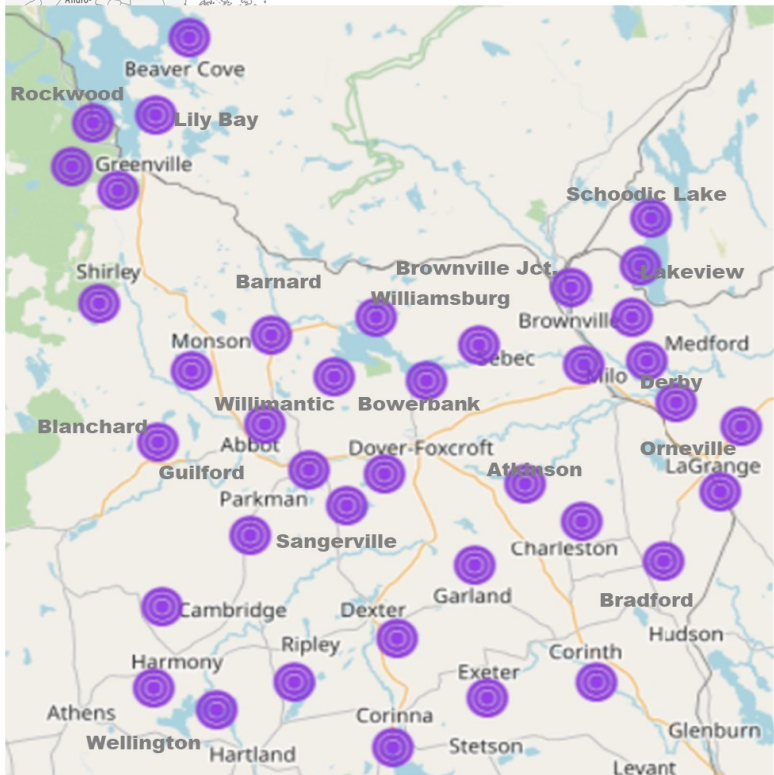 Beaver Cove
Rockwood
Lily Bay
Greenville
Schoodic Lake
Shirley
Barnard
Brownville Jct.
Lakeview
Williamsburg
Brownville
Monson
Sebec
Medford
Milo
Derby
Willimantic
Bowerbank
Blanchard
Abbot
Dover-Foxcroft
Orneville
Guilford
Atkinson
LaGrange
Parkman
Sangerville
Charleston
Garland
Bradford
Cambridge
Dexter
Hudson
Ripley
Harmony
Exeter
Corinth
Athens
Corinna
Wellington
Glenburn
Hartland
Stetson
Levant